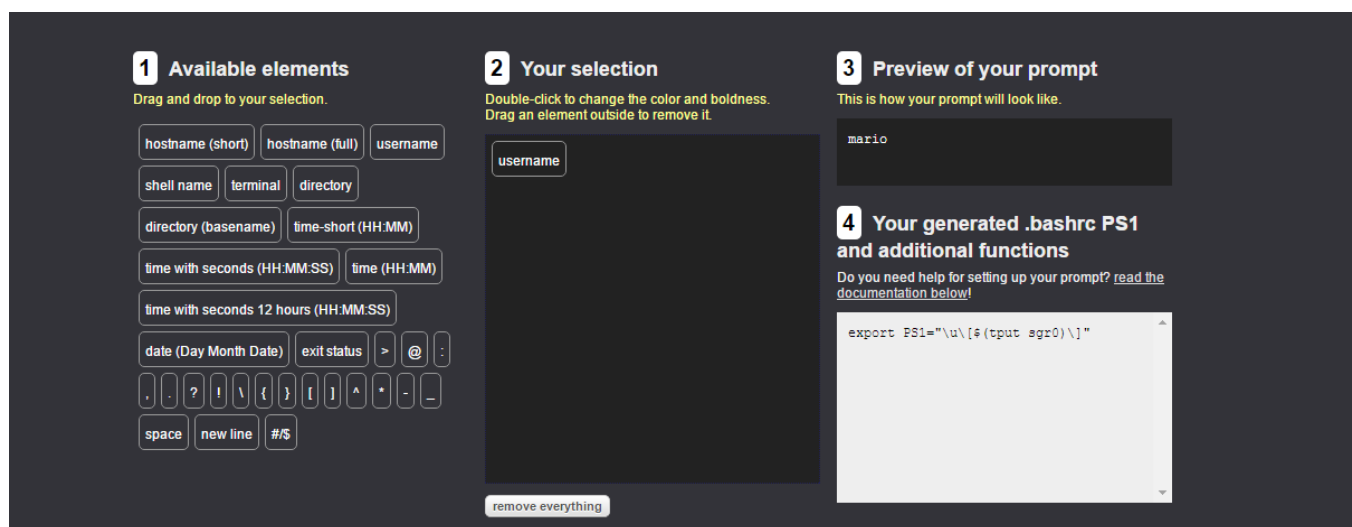 1 Available elements
Drag and drop to your selection.
hostname (short) hostname (full) username
shell name terminal directory
directory (basename) time-short (HH:MM)
time with seconds (HH:MM:SS) time (HH:MM)
time with seconds 12 hours (HH:MM:SS)
date (Day Month Date) exit status > @ :
, . ? ! \ { } [ ] ^ * - _
space new line #/$
2 Your selection
Double-click to change the color and boldness.
Drag an element outside to remove it.
username
remove everything
3 Preview of your prompt
This is how your prompt will look like.
mario
4 Your generated .bashrc PS1
and additional functions
Do you need help for setting up your prompt? read the
documentation below!
export PS1="\u\[$(tput sgr0)\]"